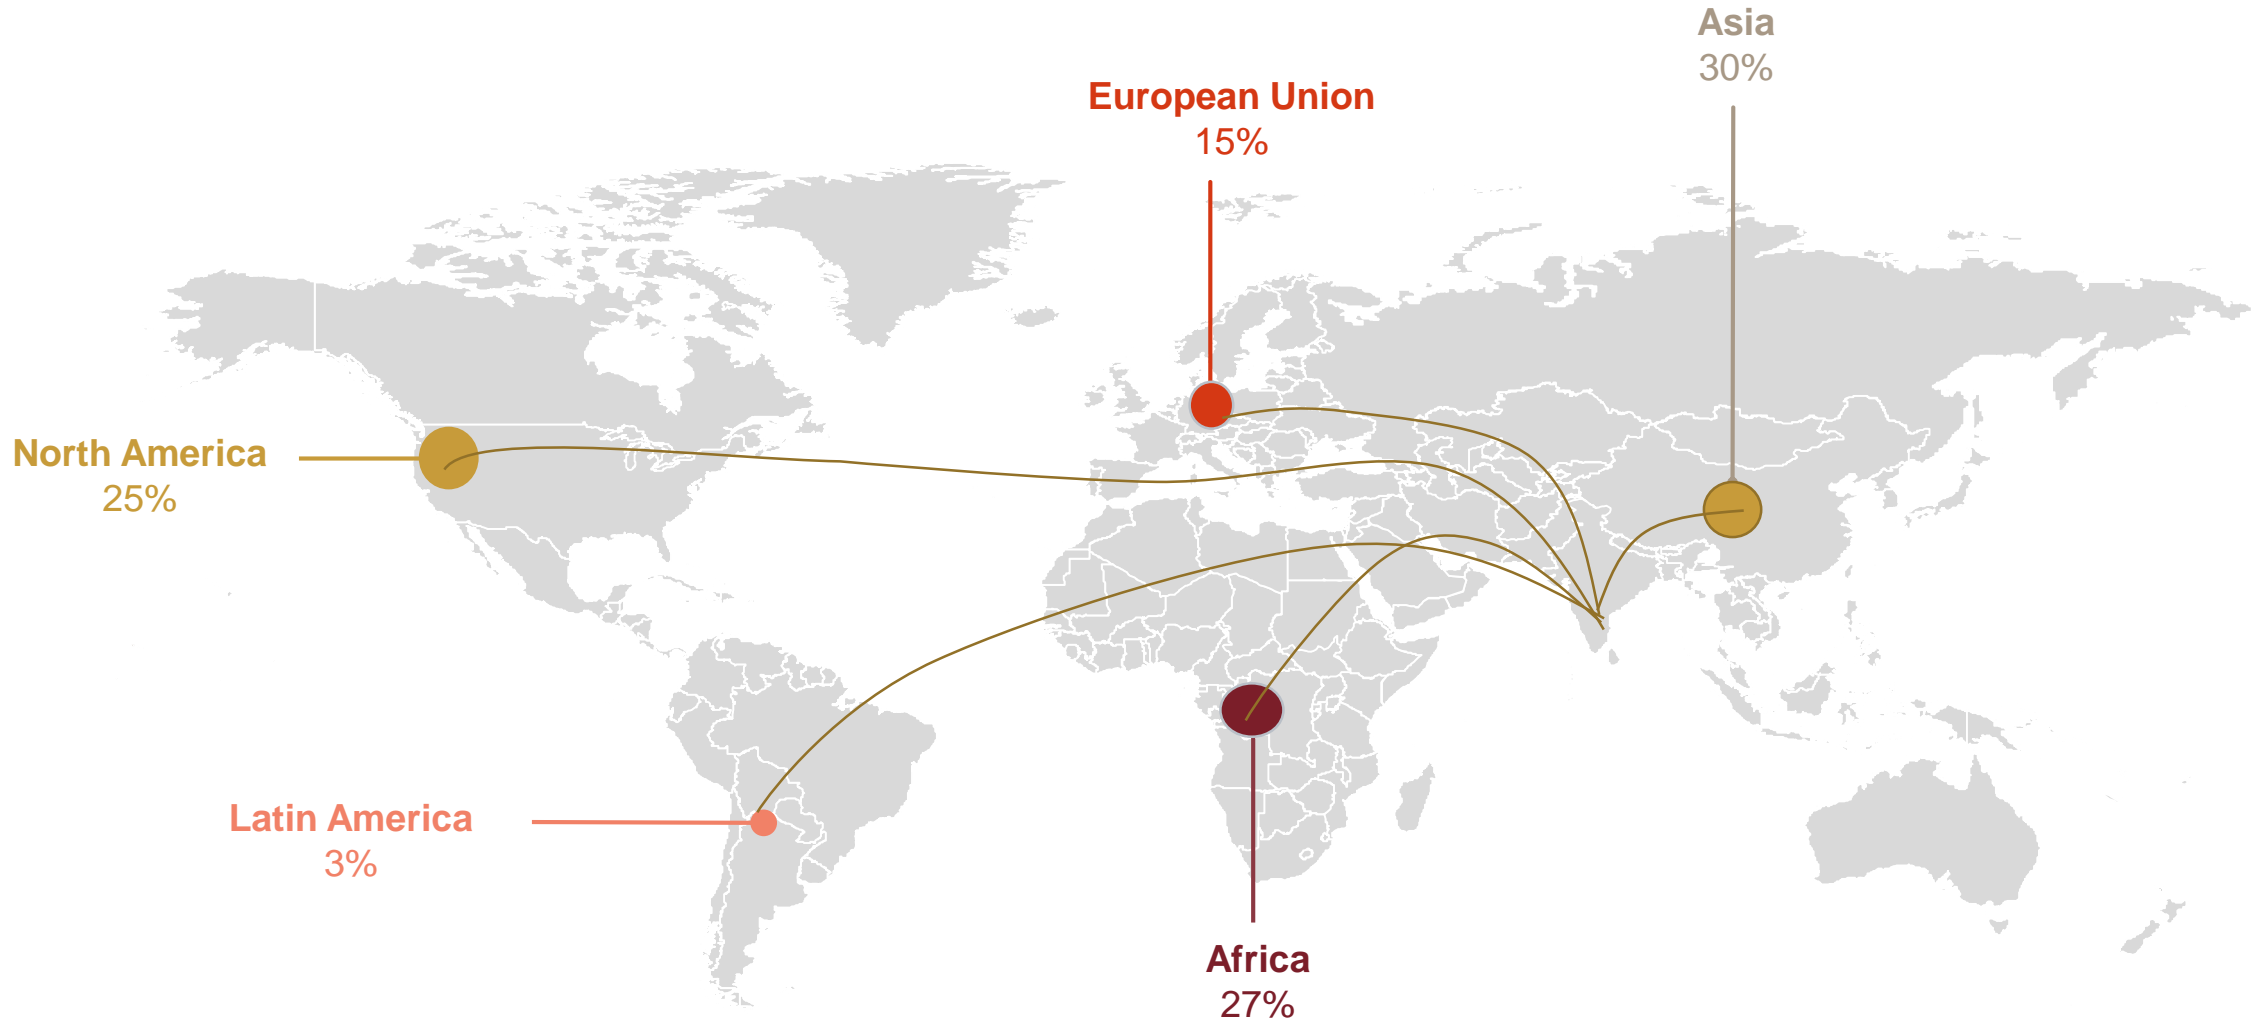 Asia
30%
European Union
15%
North America
25%
Latin America
3%
Africa
27%